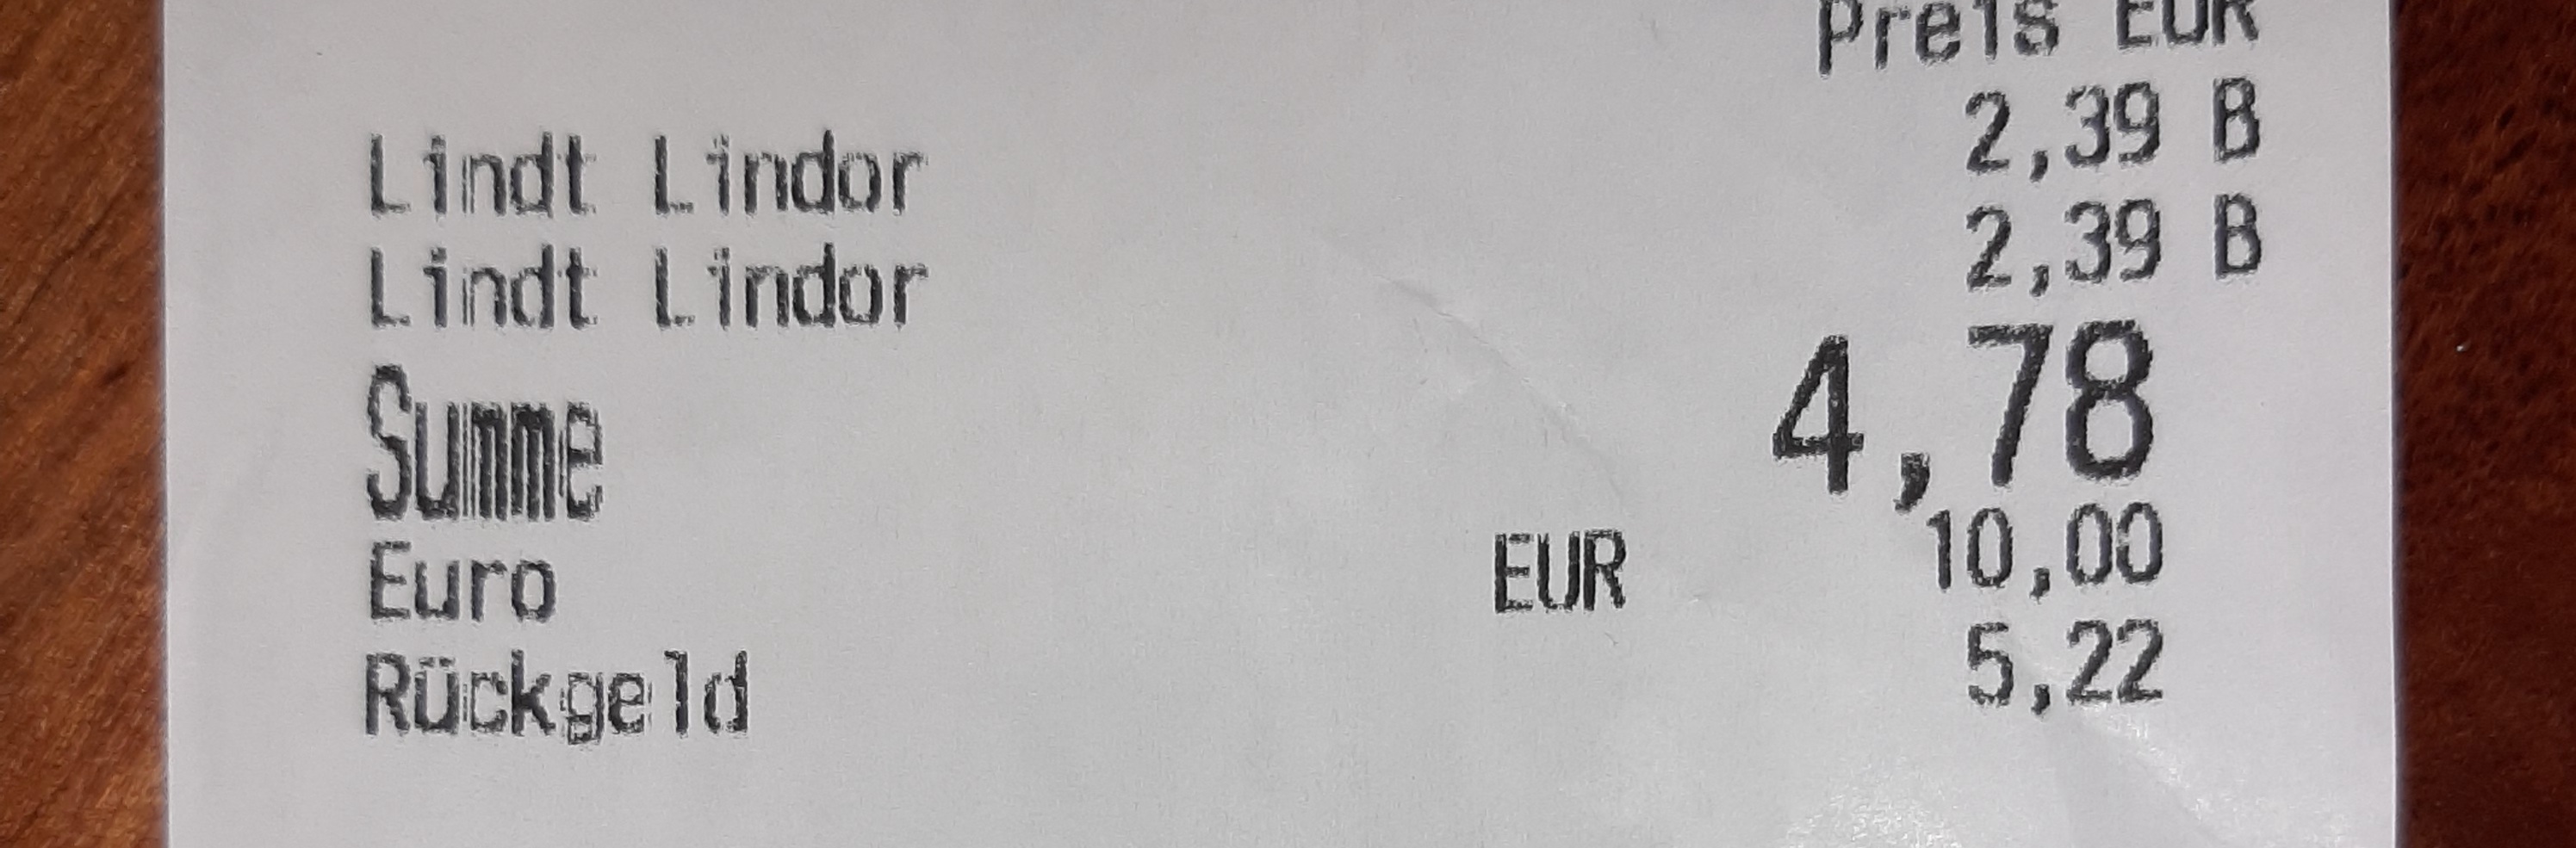 Preis EUR
Lindt Lindor 2,39 B
Lindt Lindor 2,39 B
Summe 4,78
Euro EUR 10,00
Rückgeld 5,22